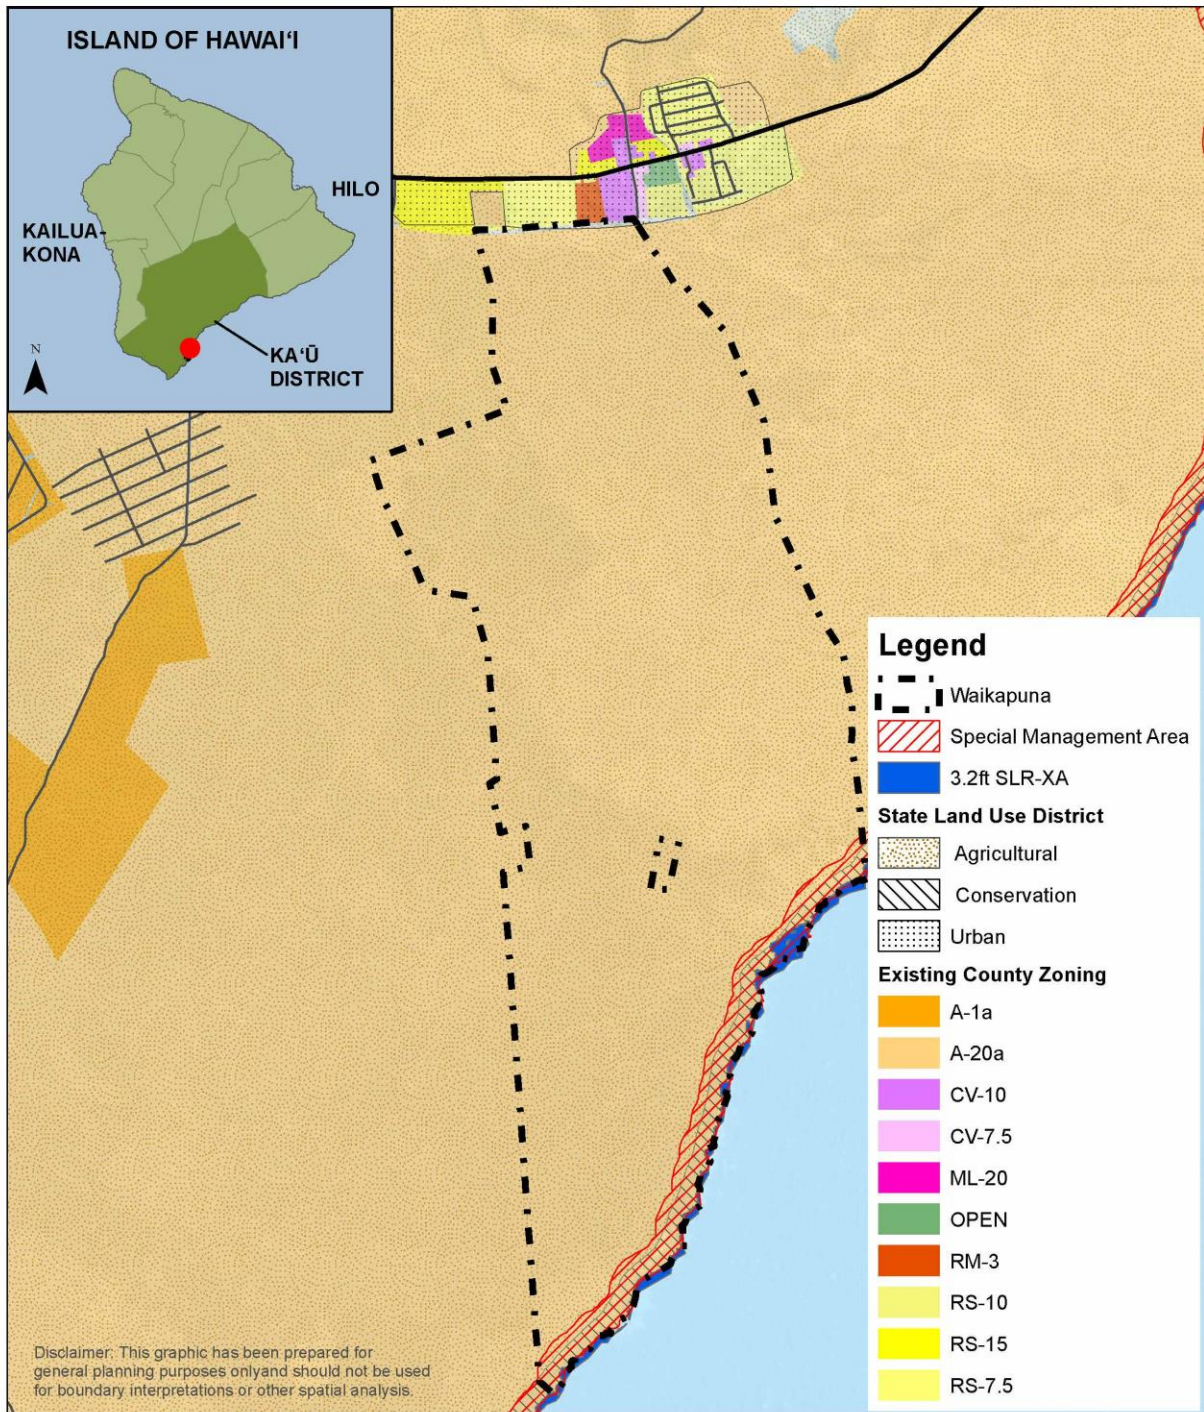 ISLAND OF HAWAIʻI
HILO
KAILUA-
KONA
N
KAʻŪ
DISTRICT
Legend
Waikapuna
Special Management Area
3.2ft SLR-XA
State Land Use District
Agricultural
Conservation
Urban
Existing County Zoning
A-1a
A-20a
CV-10
CV-7.5
ML-20
OPEN
RM-3
RS-10
RS-15
RS-7.5
Disclaimer: This graphic has been prepared for
general planning purposes onlyand should not be used
for boundary interpretations or other spatial analysis.